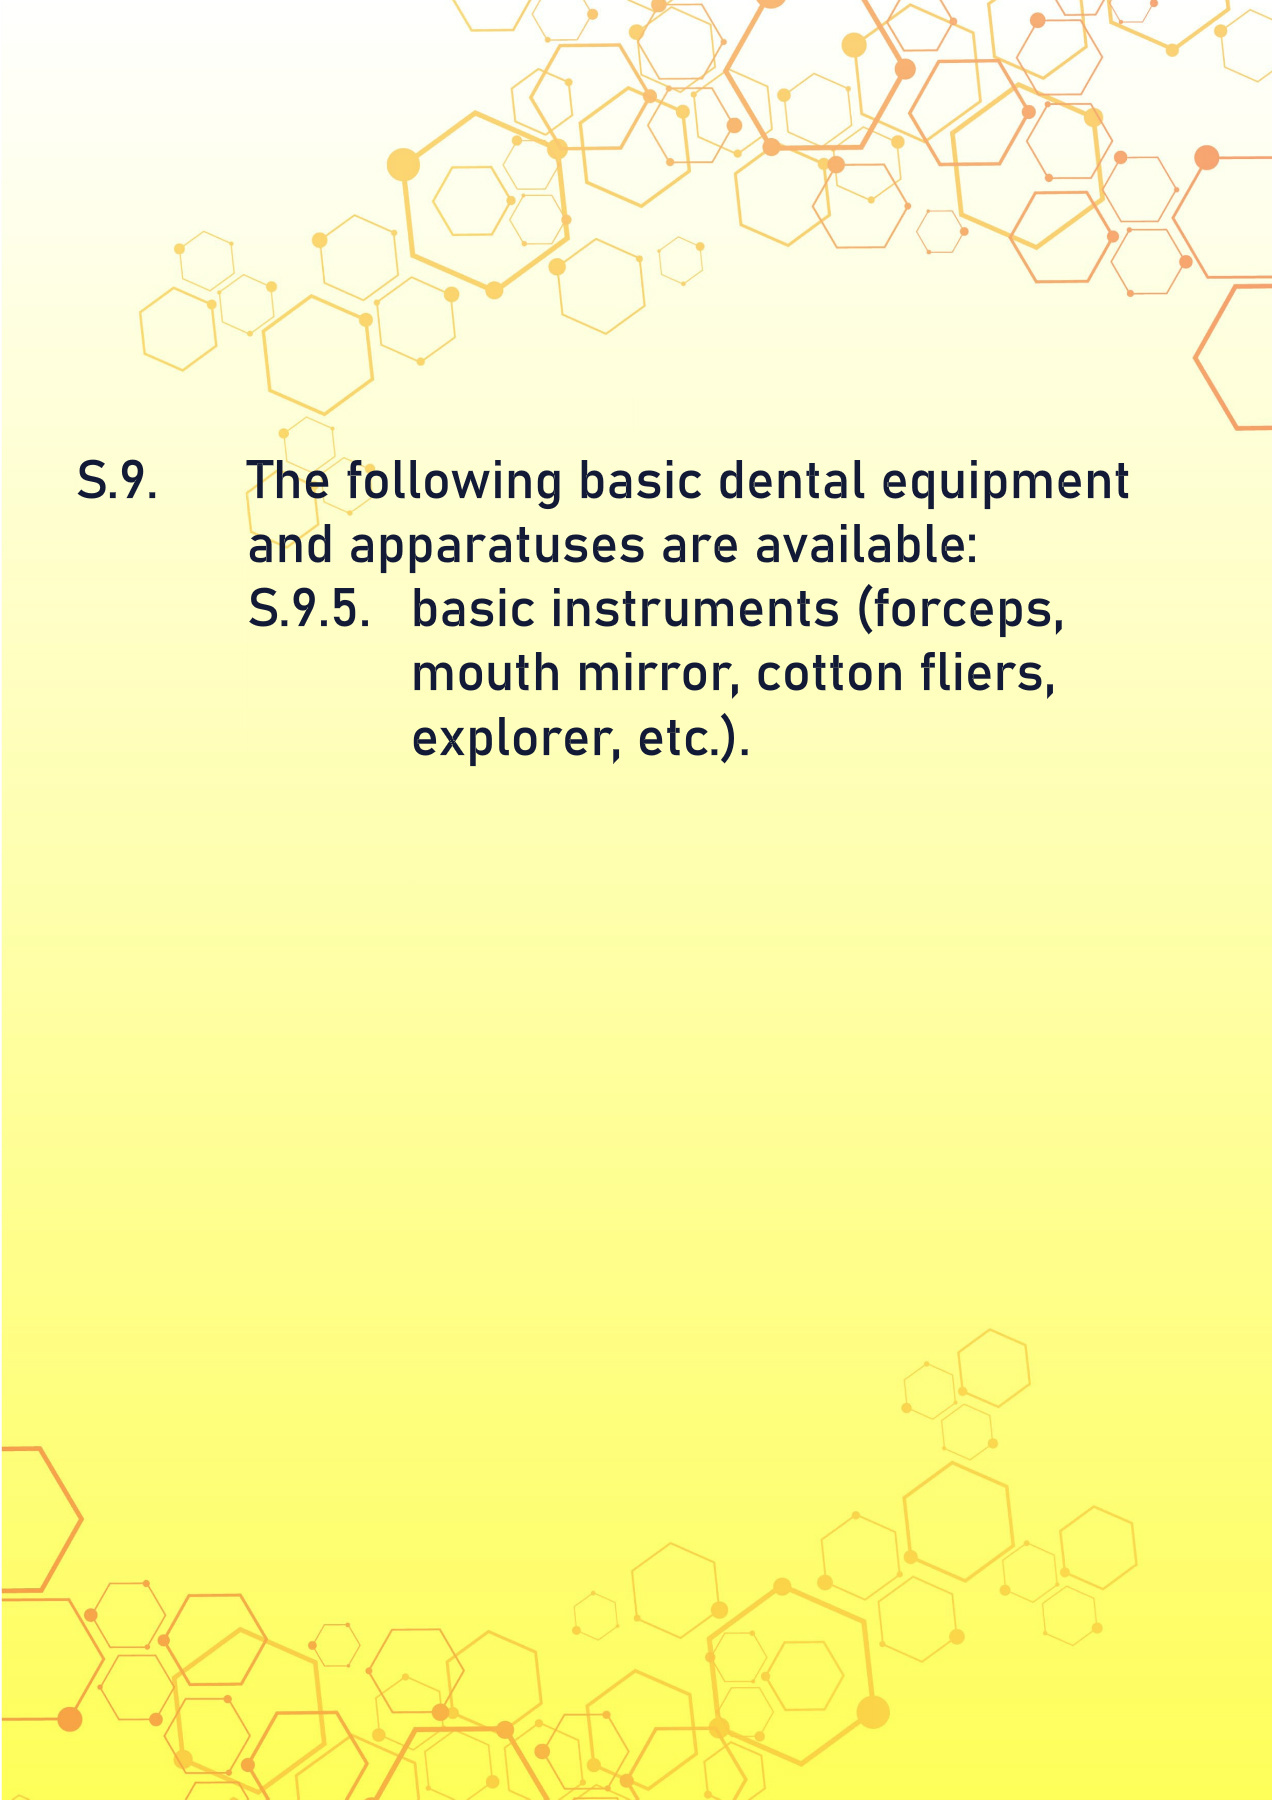 S.9. The following basic dental equipment
and apparatuses are available:
S.9.5. basic instruments (forceps,
mouth mirror, cotton fliers,
explorer, etc.).